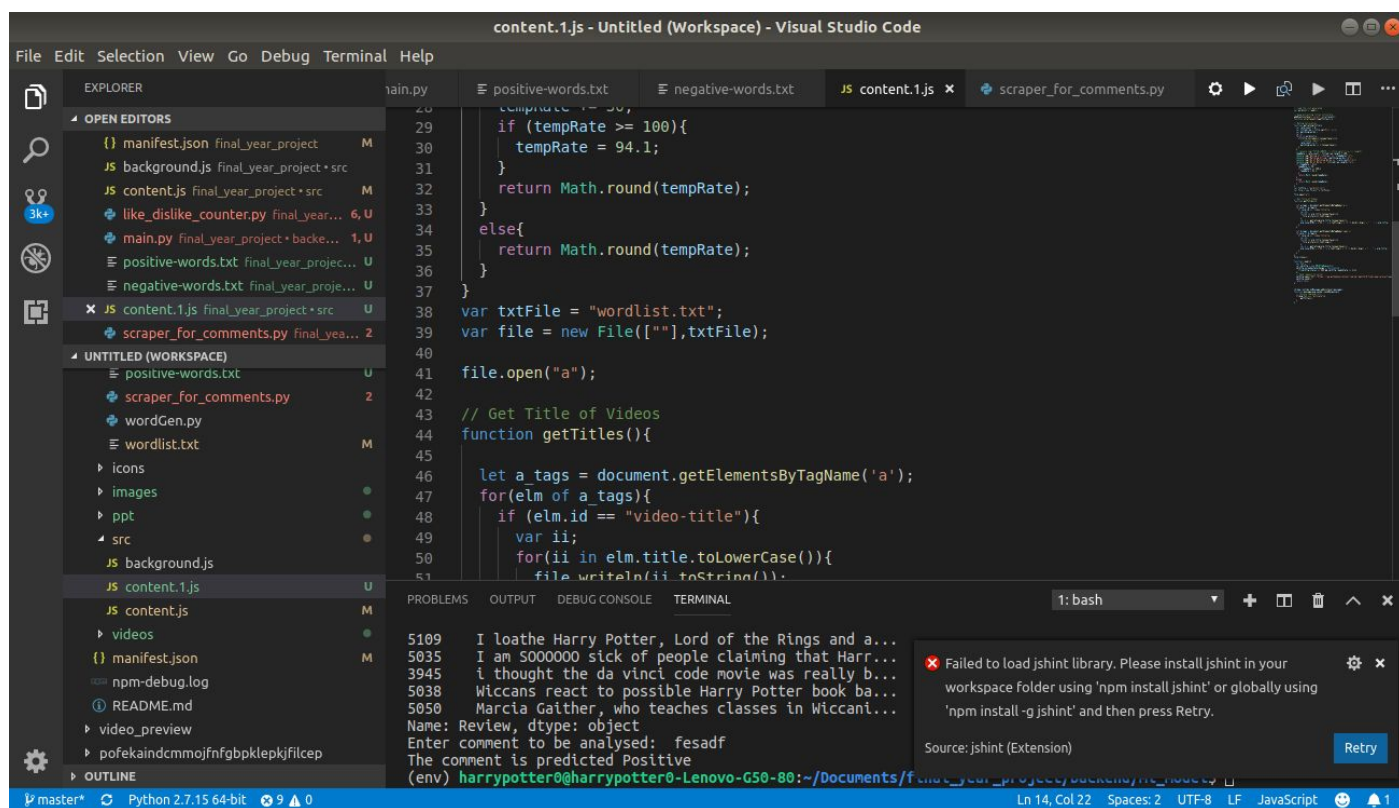 content.1.js - Untitled (Workspace) - Visual Studio Code
File Edit Selection View Go Debug Terminal Help
EXPLORER
OPEN EDITORS
{} manifest.json final_year_project M
JS background.js final_year_project • src
JS content.js final_year_project • src M
like_dislike_counter.py final_year... 6, U
main.py final_year_project • backe... 1, U
positive-words.txt final_year_projec... U
negative-words.txt final_year_proje... U
JS content.1.js final_year_project • src U
scraper_for_comments.py final_yea... 2
UNTITLED (WORKSPACE)
positive-words.txt U
scraper_for_comments.py 2
wordGen.py
wordlist.txt M
icons
images
ppt
src
JS background.js
JS content.1.js U
JS content.js M
videos
{} manifest.json M
npm-debug.log
README.md
video_preview
pofekaindcmmojfnfgbpklepkjfilcep
OUTLINE
3k+
positive-words.txt negative-words.txt JS content.1.js scraper_for_comments.py
29 if (tempRate >= 100){
30 tempRate = 94.1;
31 }
32 return Math.round(tempRate);
33 }
34 else{
35 return Math.round(tempRate);
36 }
37 }
38 var txtFile = "wordlist.txt";
39 var file = new File([""],txtFile);
40
41 file.open("a");
42
43 // Get Title of Videos
44 function getTitles(){
45
46 let a_tags = document.getElementsByTagName('a');
47 for(elm of a_tags){
48 if (elm.id == "video-title"){
49 var ii;
50 for(ii in elm.title.toLowerCase()){
51 file.writeln(ii.toString());
PROBLEMS OUTPUT DEBUG CONSOLE TERMINAL 1: bash
5109 I loathe Harry Potter, Lord of the Rings and a...
5035 I am SOOOOOO sick of people claiming that Harr...
3945 i thought the da vinci code movie was really b...
5038 Wiccans react to possible Harry Potter book ba...
5050 Marcia Gaither, who teaches classes in Wiccani...
Name: Review, dtype: object
Enter comment to be analysed: fesadf
The comment is predicted Positive
(env) harrypotter0@harrypotter0-Lenovo-G50-80:~/Documents/final_year_project/backend/ML_Model$
Failed to load jshint library. Please install jshint in your
workspace folder using 'npm install jshint' or globally using
'npm install -g jshint' and then press Retry.
Source: jshint (Extension)
Retry
master* Python 2.7.15 64-bit 9 0 Ln 14, Col 22 Spaces: 2 UTF-8 LF JavaScript 1